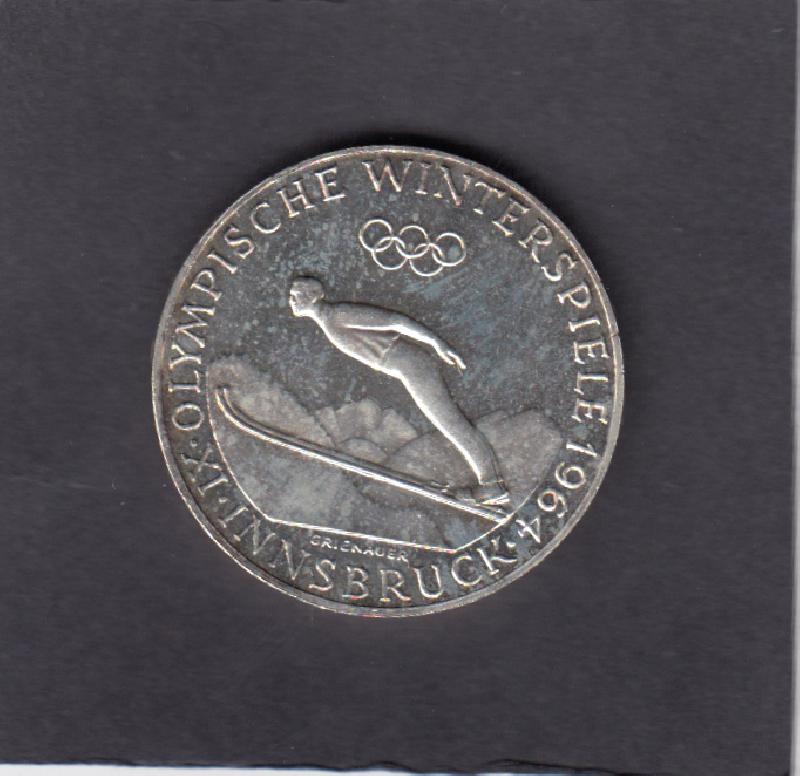 IX·OLYMPISCHE WINTERSPIELE 1964·
INNSBRUCK
GRIENAUER